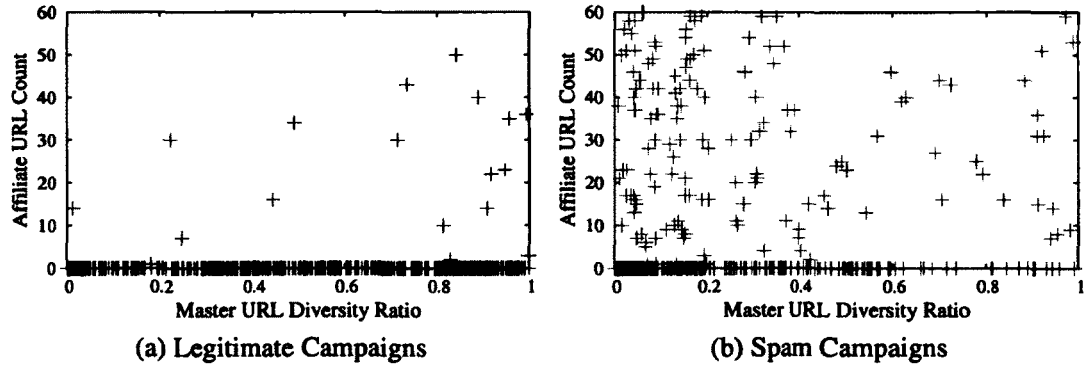 60
50
40
30
20
10
0
Affiliate URL Count
0 0.2 0.4 0.6 0.8 1
Master URL Diversity Ratio
(a) Legitimate Campaigns
60
50
40
30
20
10
0
Affiliate URL Count
0 0.2 0.4 0.6 0.8 1
Master URL Diversity Ratio
(b) Spam Campaigns